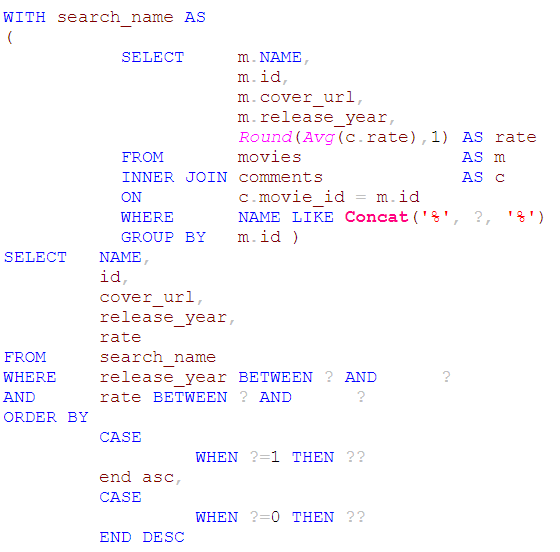 WITH search_name AS
(
SELECT m.NAME,
m.id,
m.cover_url,
m.release_year,
Round(Avg(c.rate),1) AS rate
FROM movies AS m
INNER JOIN comments AS c
ON c.movie_id = m.id
WHERE NAME LIKE Concat('%', ?, '%')
GROUP BY m.id )
SELECT NAME,
id,
cover_url,
release_year,
rate
FROM search_name
WHERE release_year BETWEEN ? AND ?
AND rate BETWEEN ? AND ?
ORDER BY
CASE
WHEN ?=1 THEN ??
end asc,
CASE
WHEN ?=0 THEN ??
END DESC